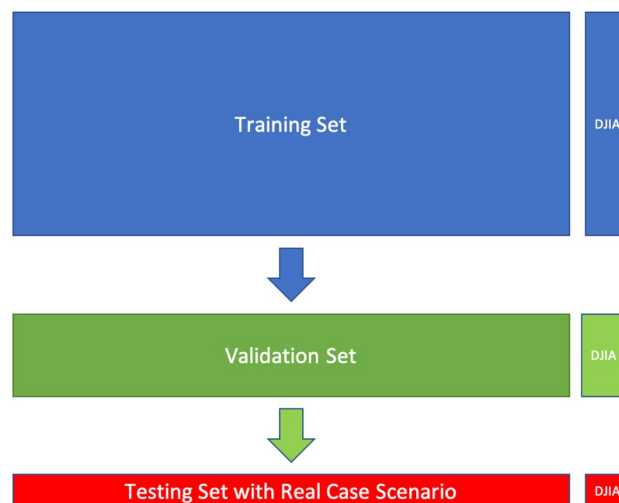 Training Set
DJIA
Validation Set
DJIA
Testing Set with Real Case Scenario
DJIA